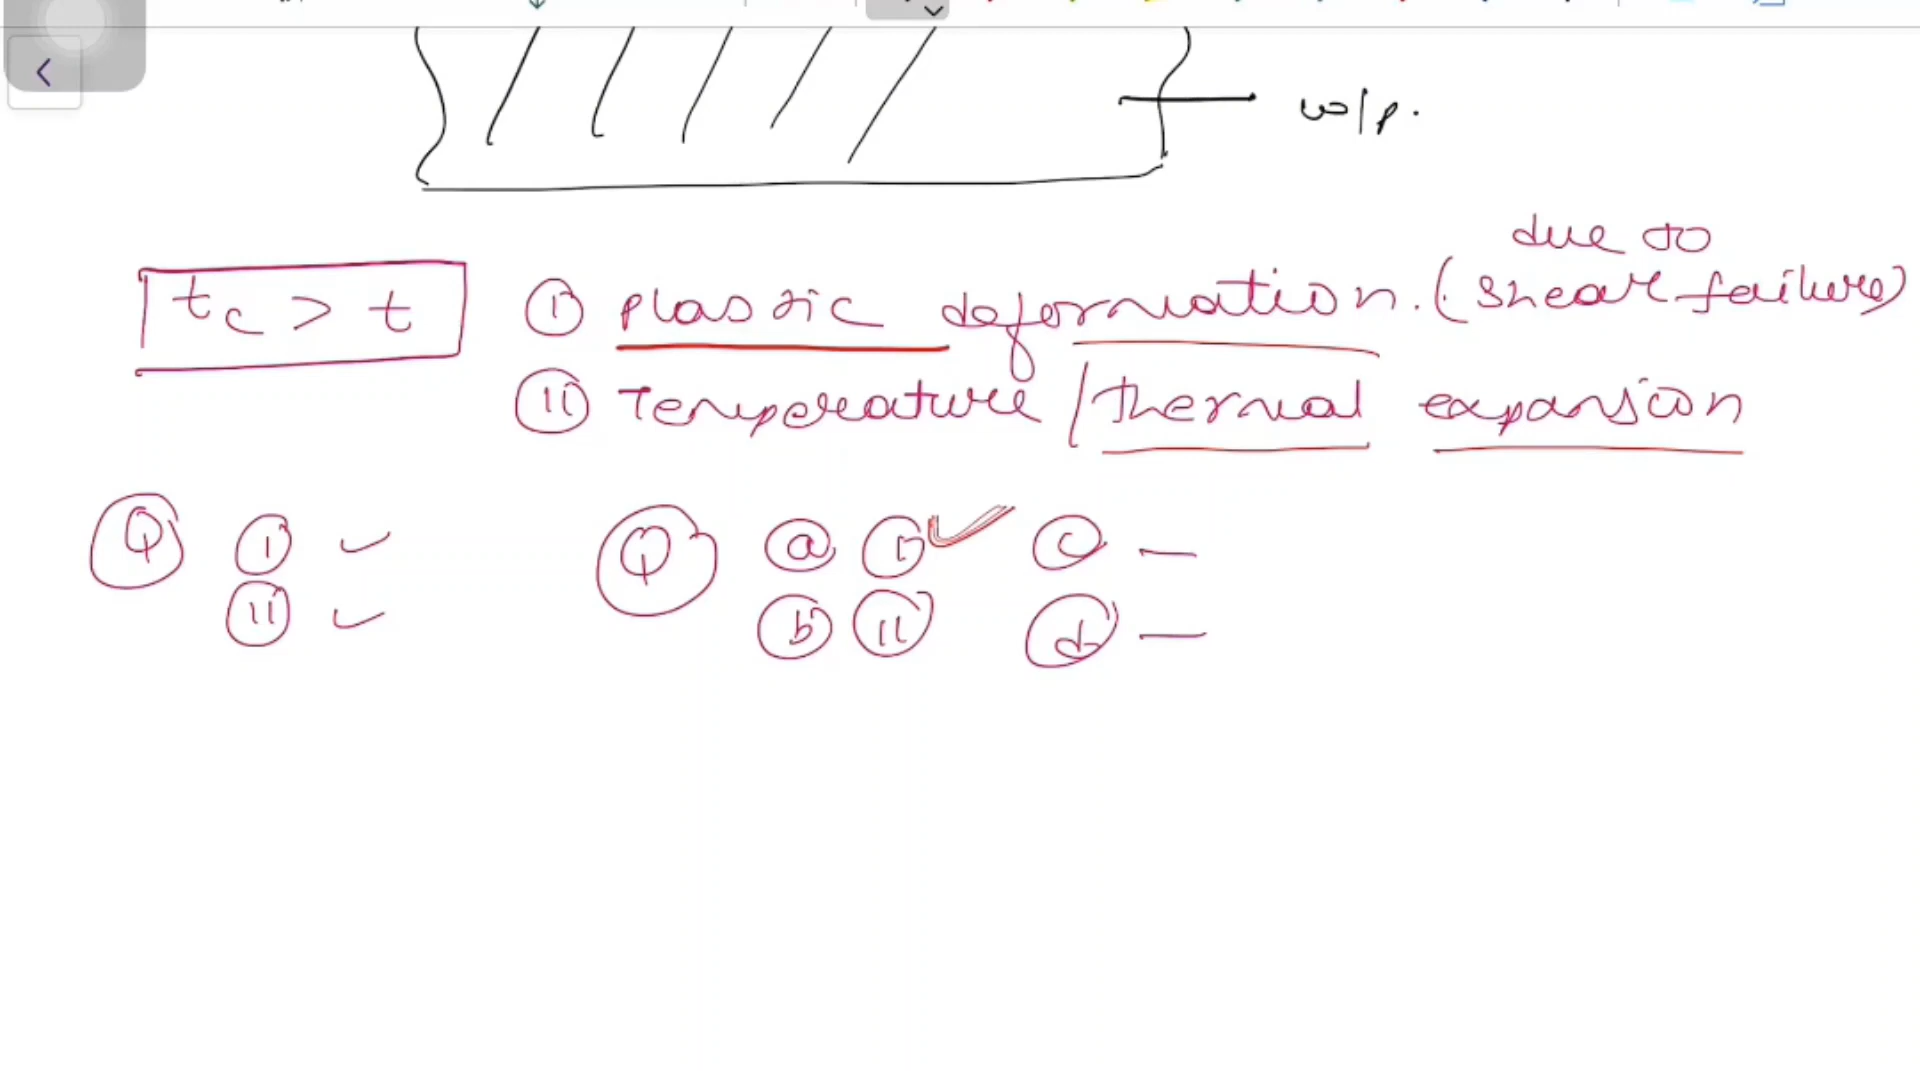 w/p.
due to
tc > t (i) plastic deformation. (shear failure)
(ii) Temperature / thermal expansion
Q (i) ✓ Q (a) (i) ✓ (c) —
(ii) ✓ (b) (ii) (d) —